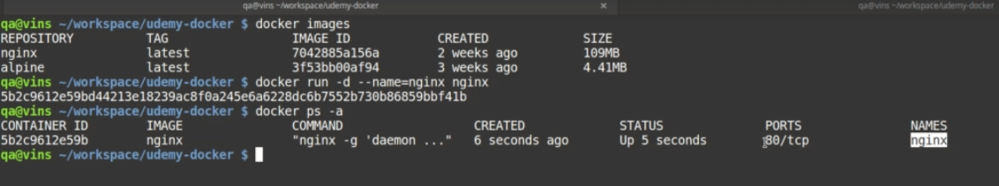 qa@vins ~/workspace/udemy-docker
qa@vins ~/workspace/udemy-docker
qa@vins ~/workspace/udemy-docker $ docker images
REPOSITORY TAG IMAGE ID CREATED SIZE
nginx latest 7042885a156a 2 weeks ago 109MB
alpine latest 3f53bb00af94 3 weeks ago 4.41MB
qa@vins ~/workspace/udemy-docker $ docker run -d --name=nginx nginx
5b2c9612e59bd44213e18239ac8f0a245e6a6228dc6b7552b730b86859bbf41b
qa@vins ~/workspace/udemy-docker $ docker ps -a
CONTAINER ID IMAGE COMMAND CREATED STATUS PORTS NAMES
5b2c9612e59b nginx "nginx -g 'daemon ..." 6 seconds ago Up 5 seconds 80/tcp nginx
qa@vins ~/workspace/udemy-docker $